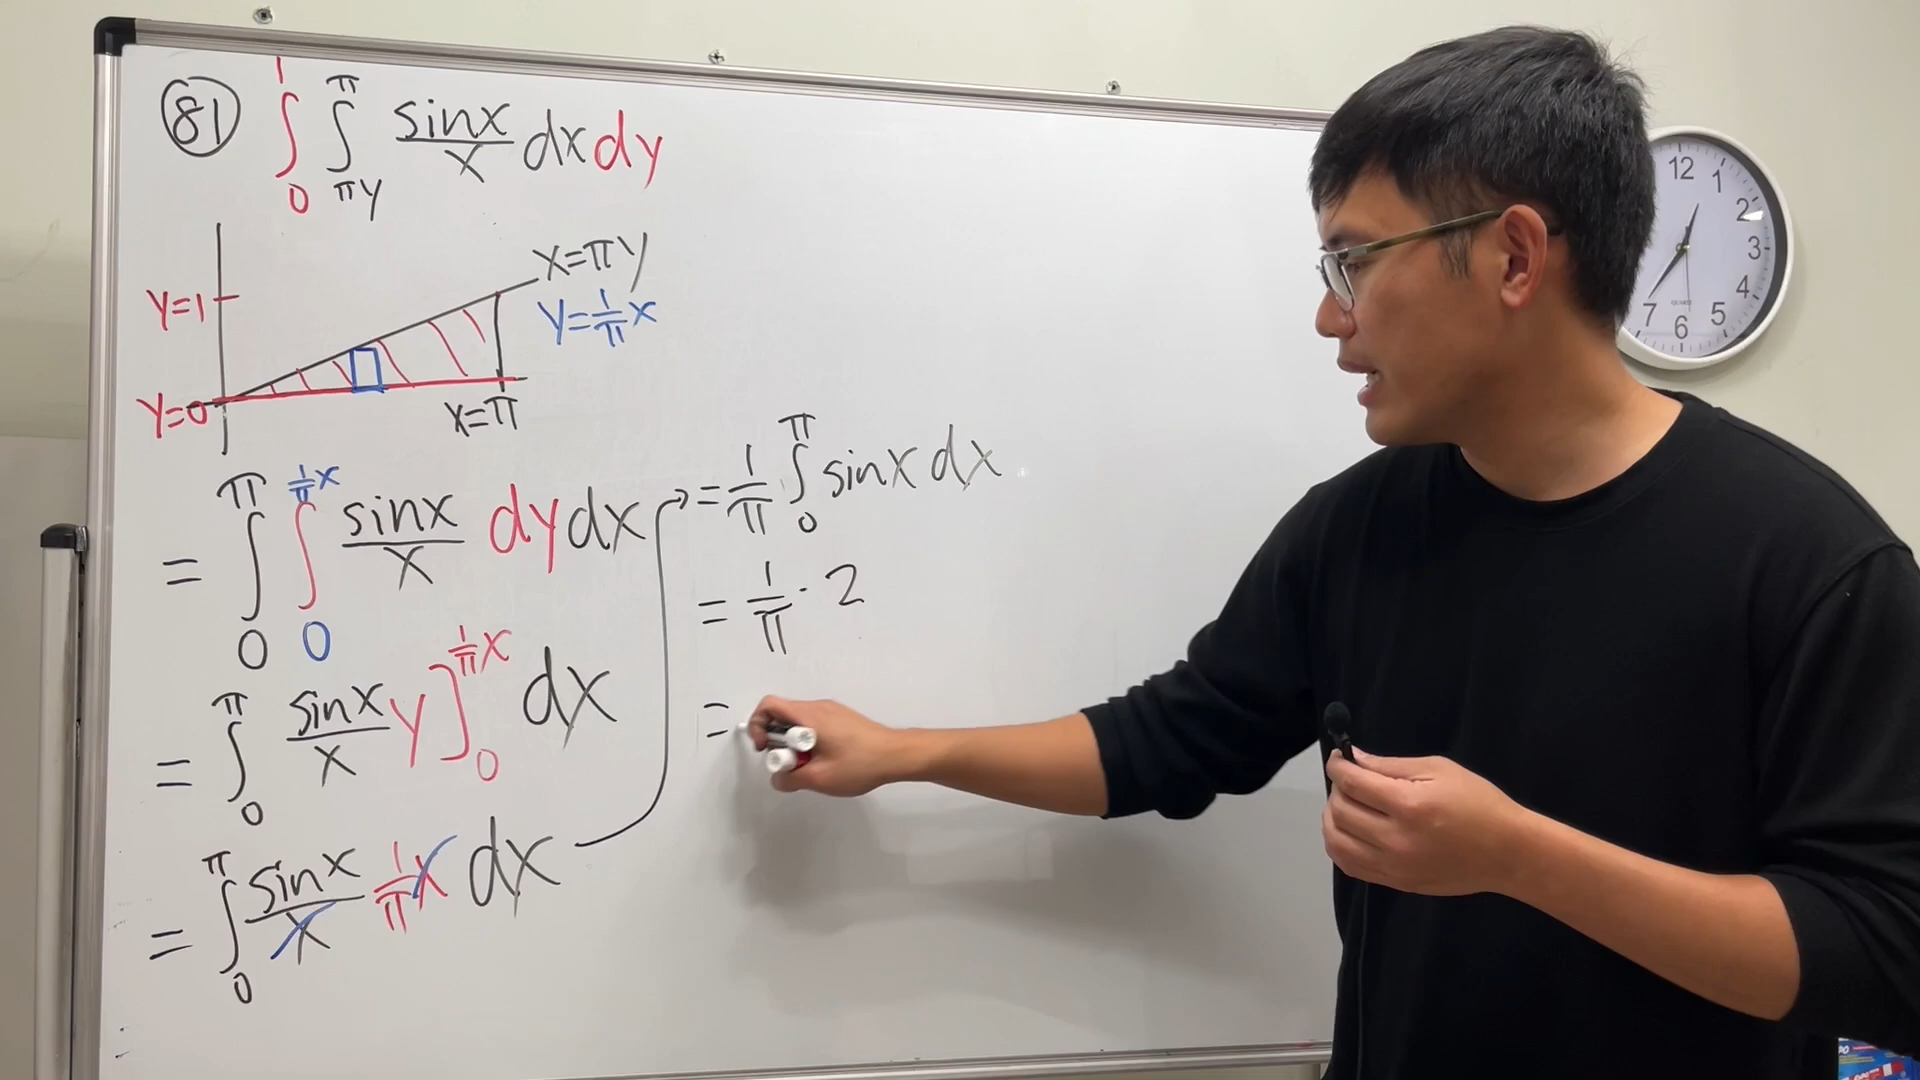 81 ∫₀¹ ∫_{πy}^{π} sinx/x dx dy
x=πy
y=1
y=1/π x
y=0
x=π
= ∫₀^π ∫₀^{1/π x} sinx/x dy dx
= ∫₀^π sinx/x y]₀^{1/π x} dx
= ∫₀^π sinx/x 1/π x dx
→ = 1/π ∫₀^π sinx dx
= 1/π · 2
=
12
1
2
3
4
5
6
7
QUARTZ